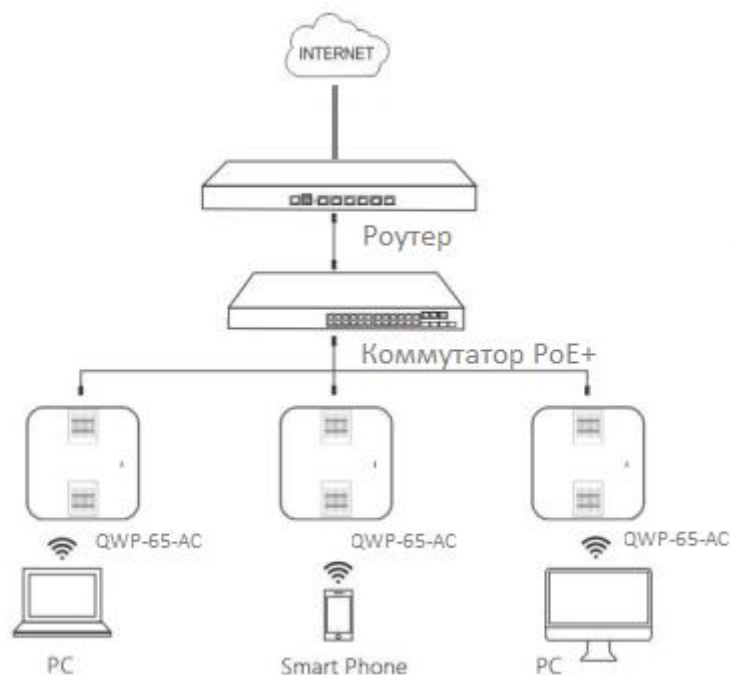 INTERNET
Роутер
Коммутатор PoE+
QWP-65-AC
QWP-65-AC
QWP-65-AC
PC
Smart Phone
PC